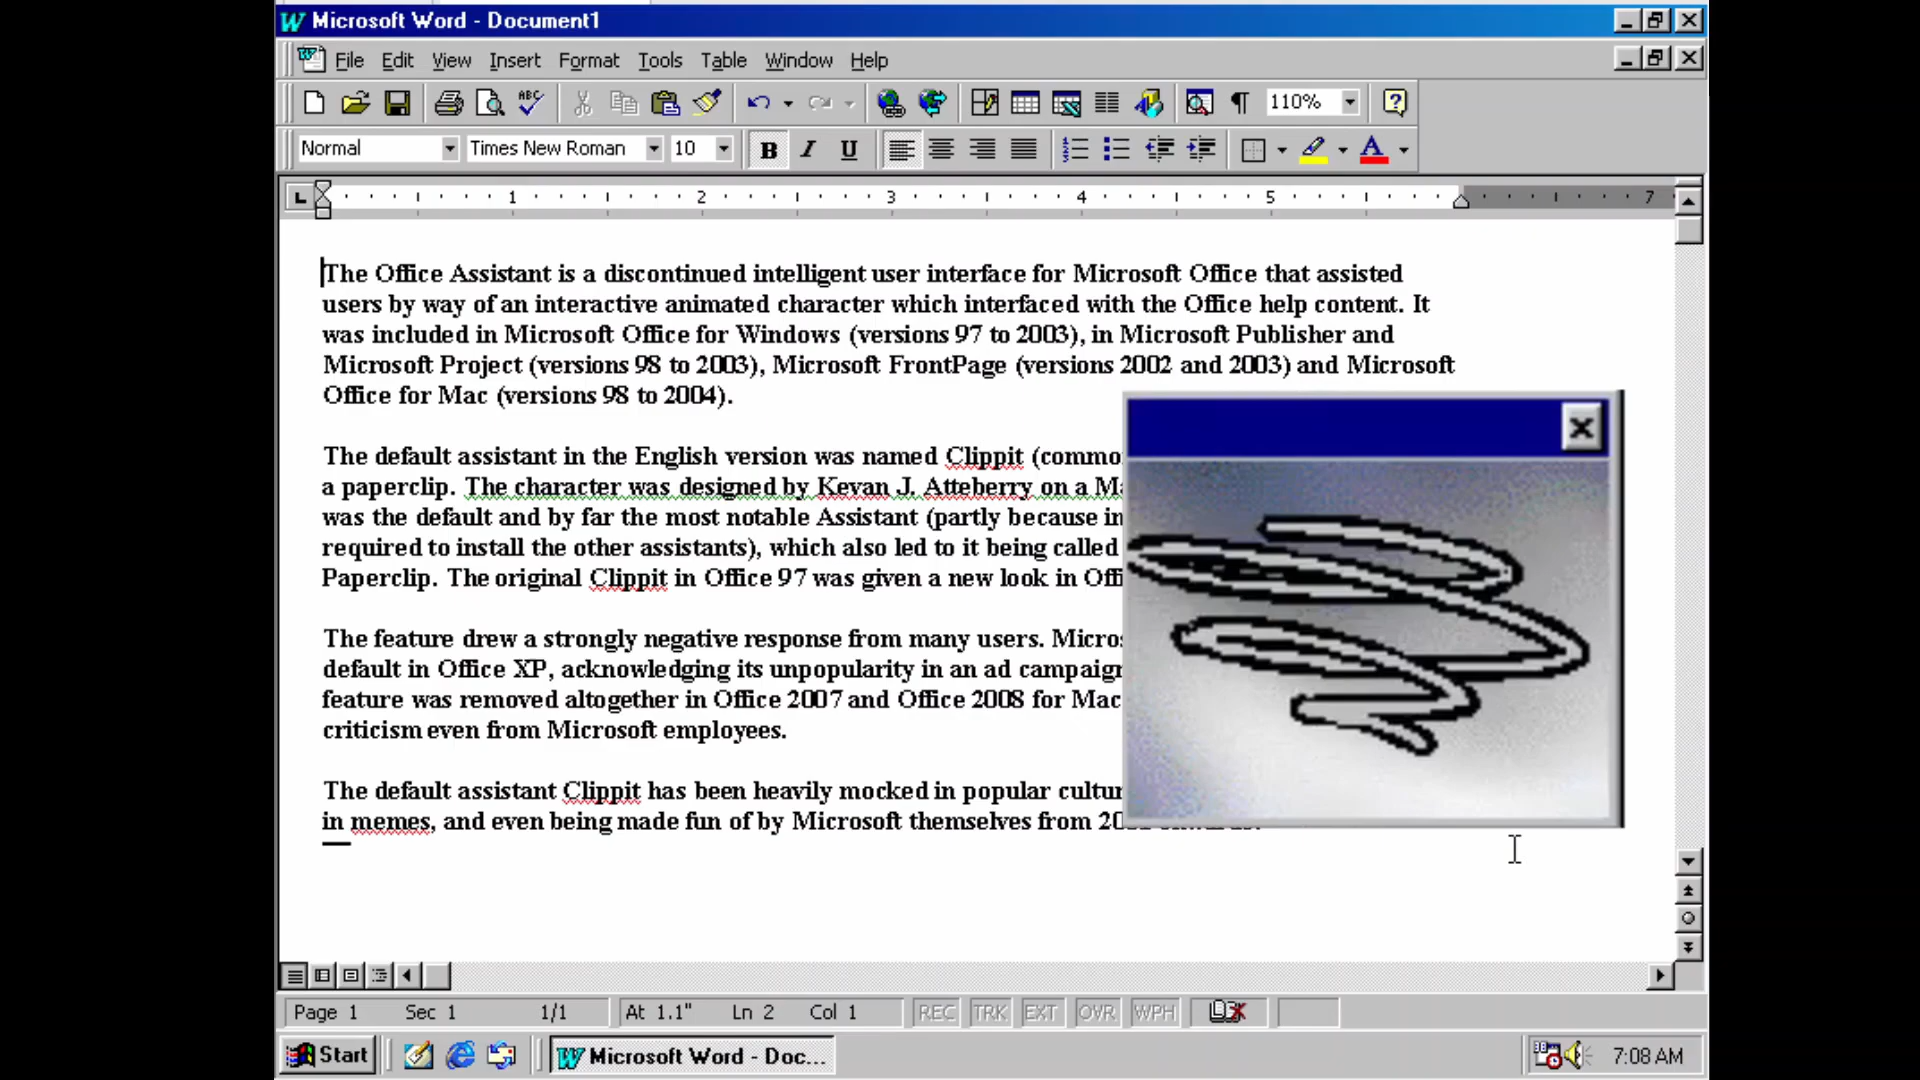 Microsoft Word - Document1
File Edit View Insert Format Tools Table Window Help
ABC
110%
Normal Times New Roman 10 B I U A
1 2 3 4 5 7
The Office Assistant is a discontinued intelligent user interface for Microsoft Office that assisted
users by way of an interactive animated character which interfaced with the Office help content. It
was included in Microsoft Office for Windows (versions 97 to 2003), in Microsoft Publisher and
Microsoft Project (versions 98 to 2003), Microsoft FrontPage (versions 2002 and 2003) and Microsoft
Office for Mac (versions 98 to 2004).
The default assistant in the English version was named Clippit (commo
a paperclip. The character was designed by Kevan J. Atteberry on a Ma
was the default and by far the most notable Assistant (partly because in
required to install the other assistants), which also led to it being called
Paperclip. The original Clippit in Office 97 was given a new look in Offi
The feature drew a strongly negative response from many users. Micros
default in Office XP, acknowledging its unpopularity in an ad campaign
feature was removed altogether in Office 2007 and Office 2008 for Mac
criticism even from Microsoft employees.
The default assistant Clippit has been heavily mocked in popular cultur
in memes, and even being made fun of by Microsoft themselves from
Page 1 Sec 1 1/1 At 1.1" Ln 2 Col 1 REC TRK EXT OVR WPH
Start Microsoft Word - Doc... 7:08 AM